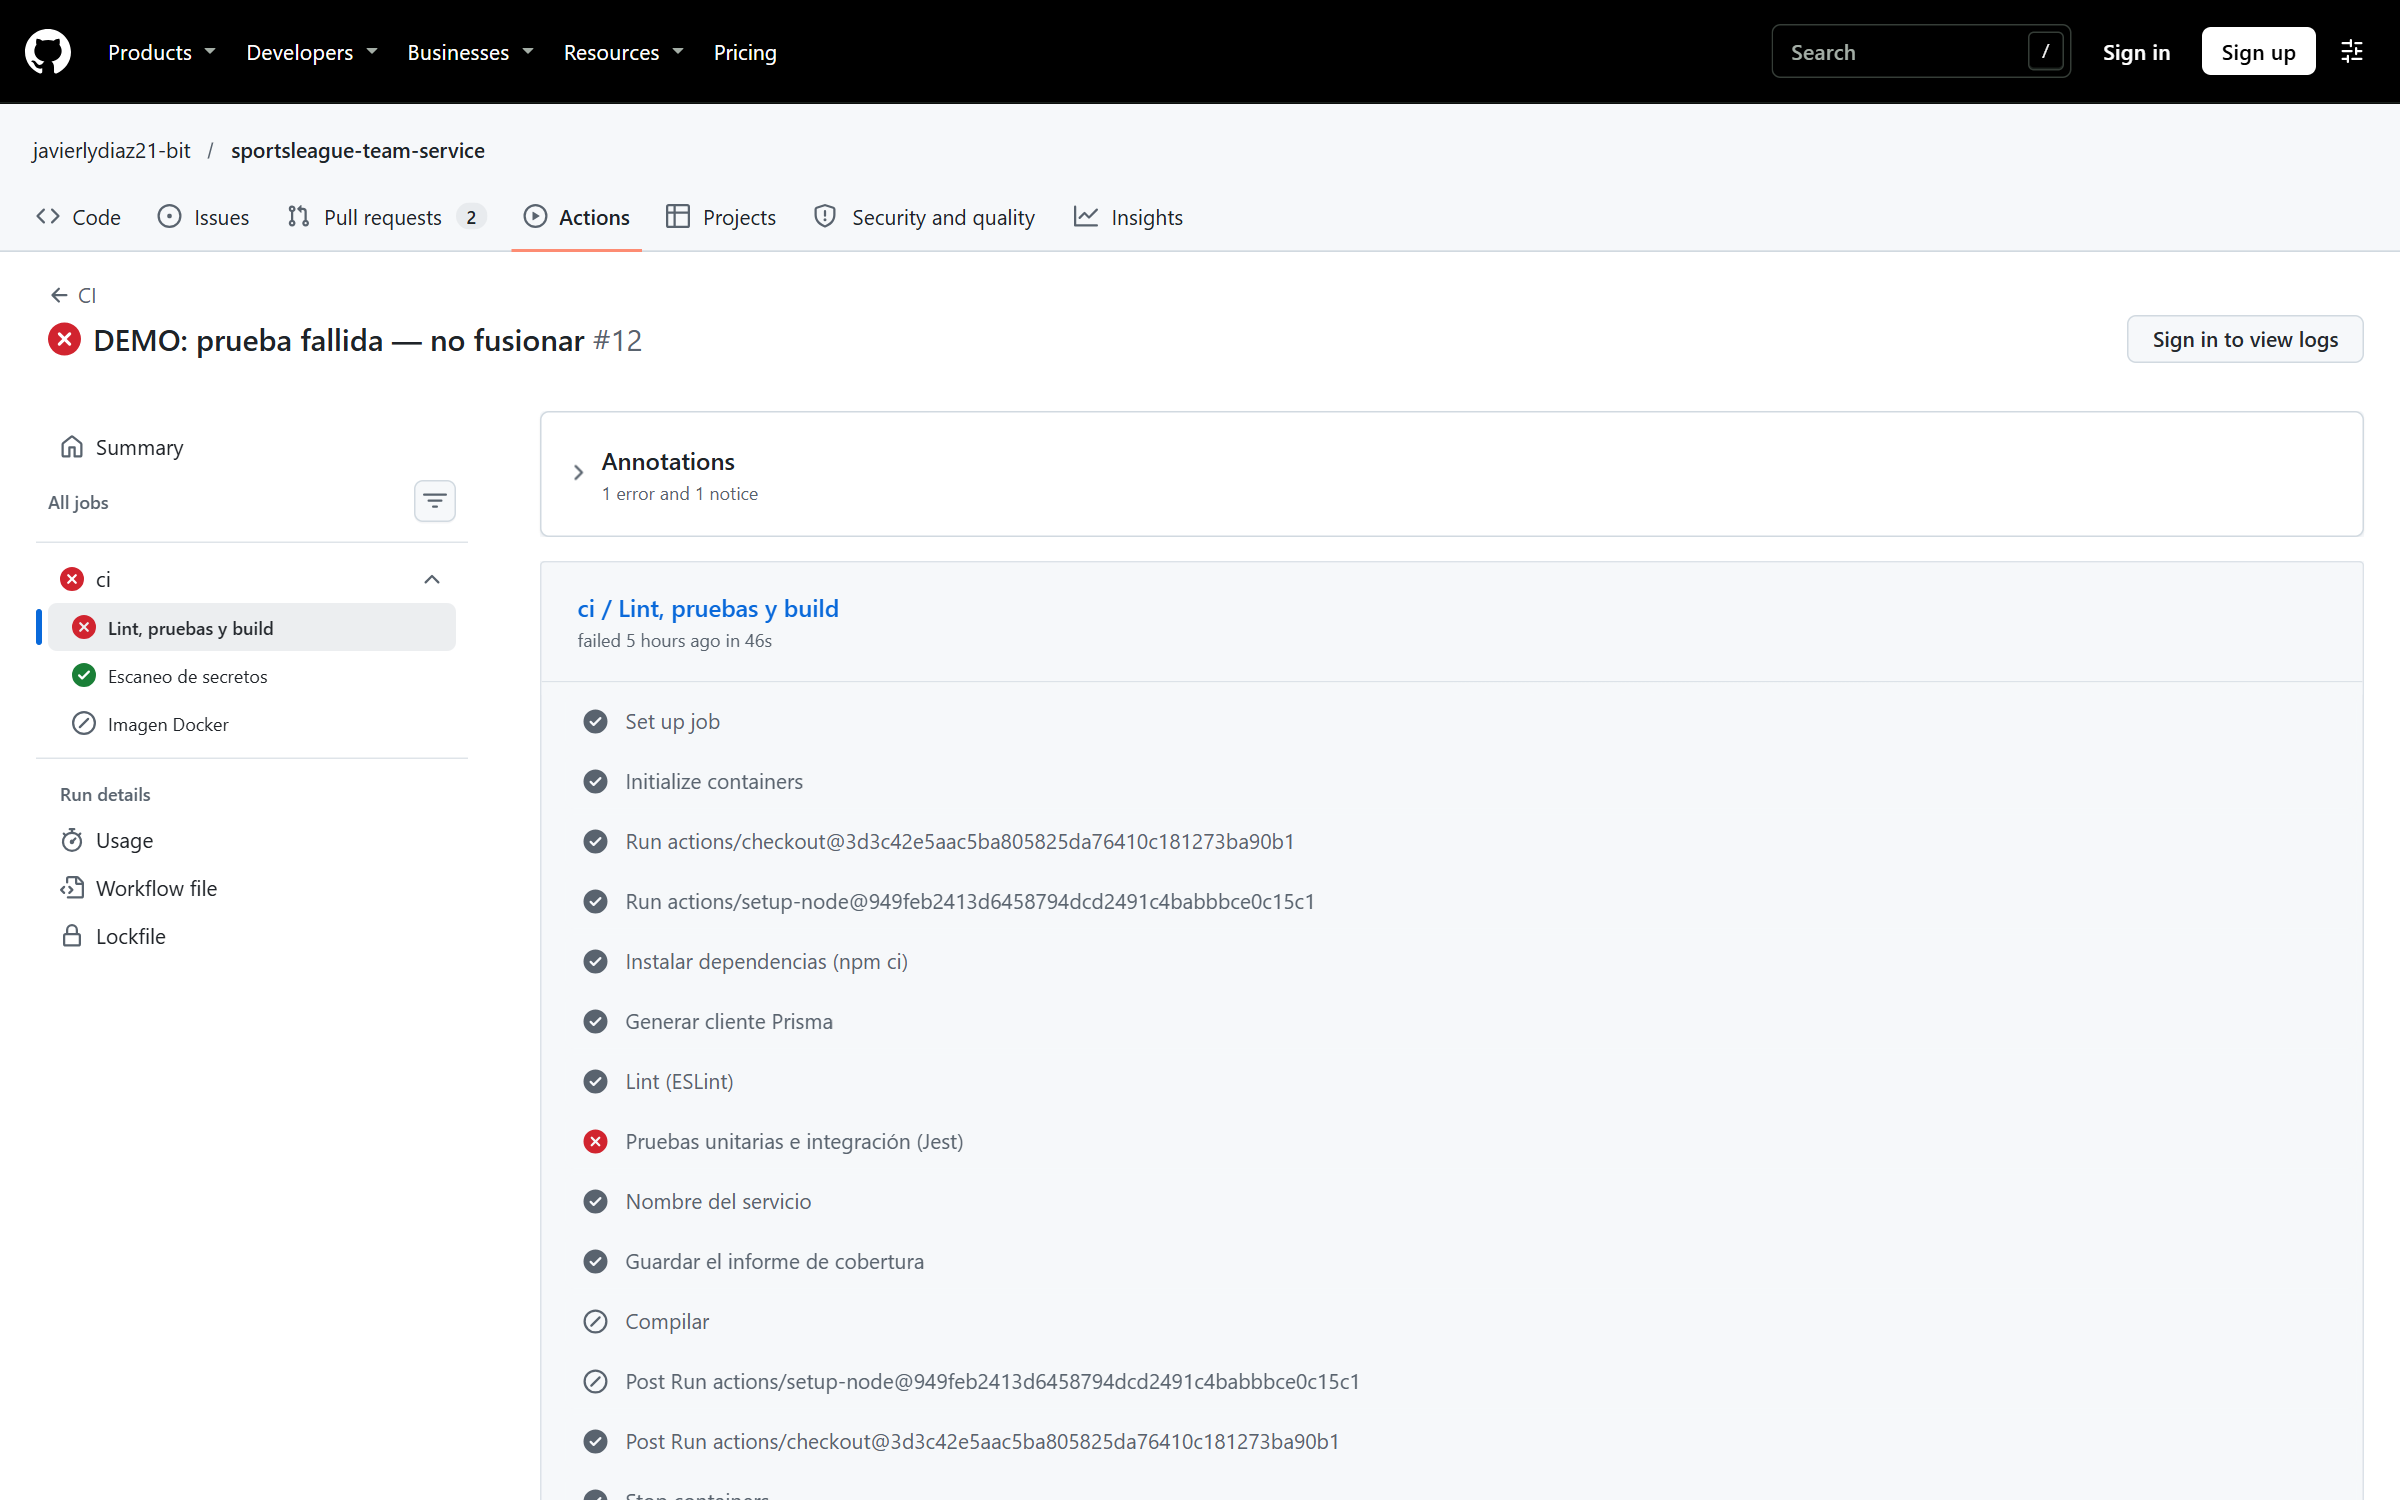 Products Developers Businesses Resources Pricing Search / Sign in Sign up
javierlydiaz21-bit / sportsleague-team-service
Code Issues Pull requests 2 Actions Projects Security and quality Insights
CI
DEMO: prueba fallida — no fusionar #12
Sign in to view logs
Summary
All jobs
ci
Lint, pruebas y build
Escaneo de secretos
Imagen Docker
Run details
Usage
Workflow file
Lockfile
Annotations
1 error and 1 notice
ci / Lint, pruebas y build
failed 5 hours ago in 46s
Set up job
Initialize containers
Run actions/checkout@3d3c42e5aac5ba805825da76410c181273ba90b1
Run actions/setup-node@949feb2413d6458794dcd2491c4babbbce0c15c1
Instalar dependencias (npm ci)
Generar cliente Prisma
Lint (ESLint)
Pruebas unitarias e integración (Jest)
Nombre del servicio
Guardar el informe de cobertura
Compilar
Post Run actions/setup-node@949feb2413d6458794dcd2491c4babbbce0c15c1
Post Run actions/checkout@3d3c42e5aac5ba805825da76410c181273ba90b1
Stop containers